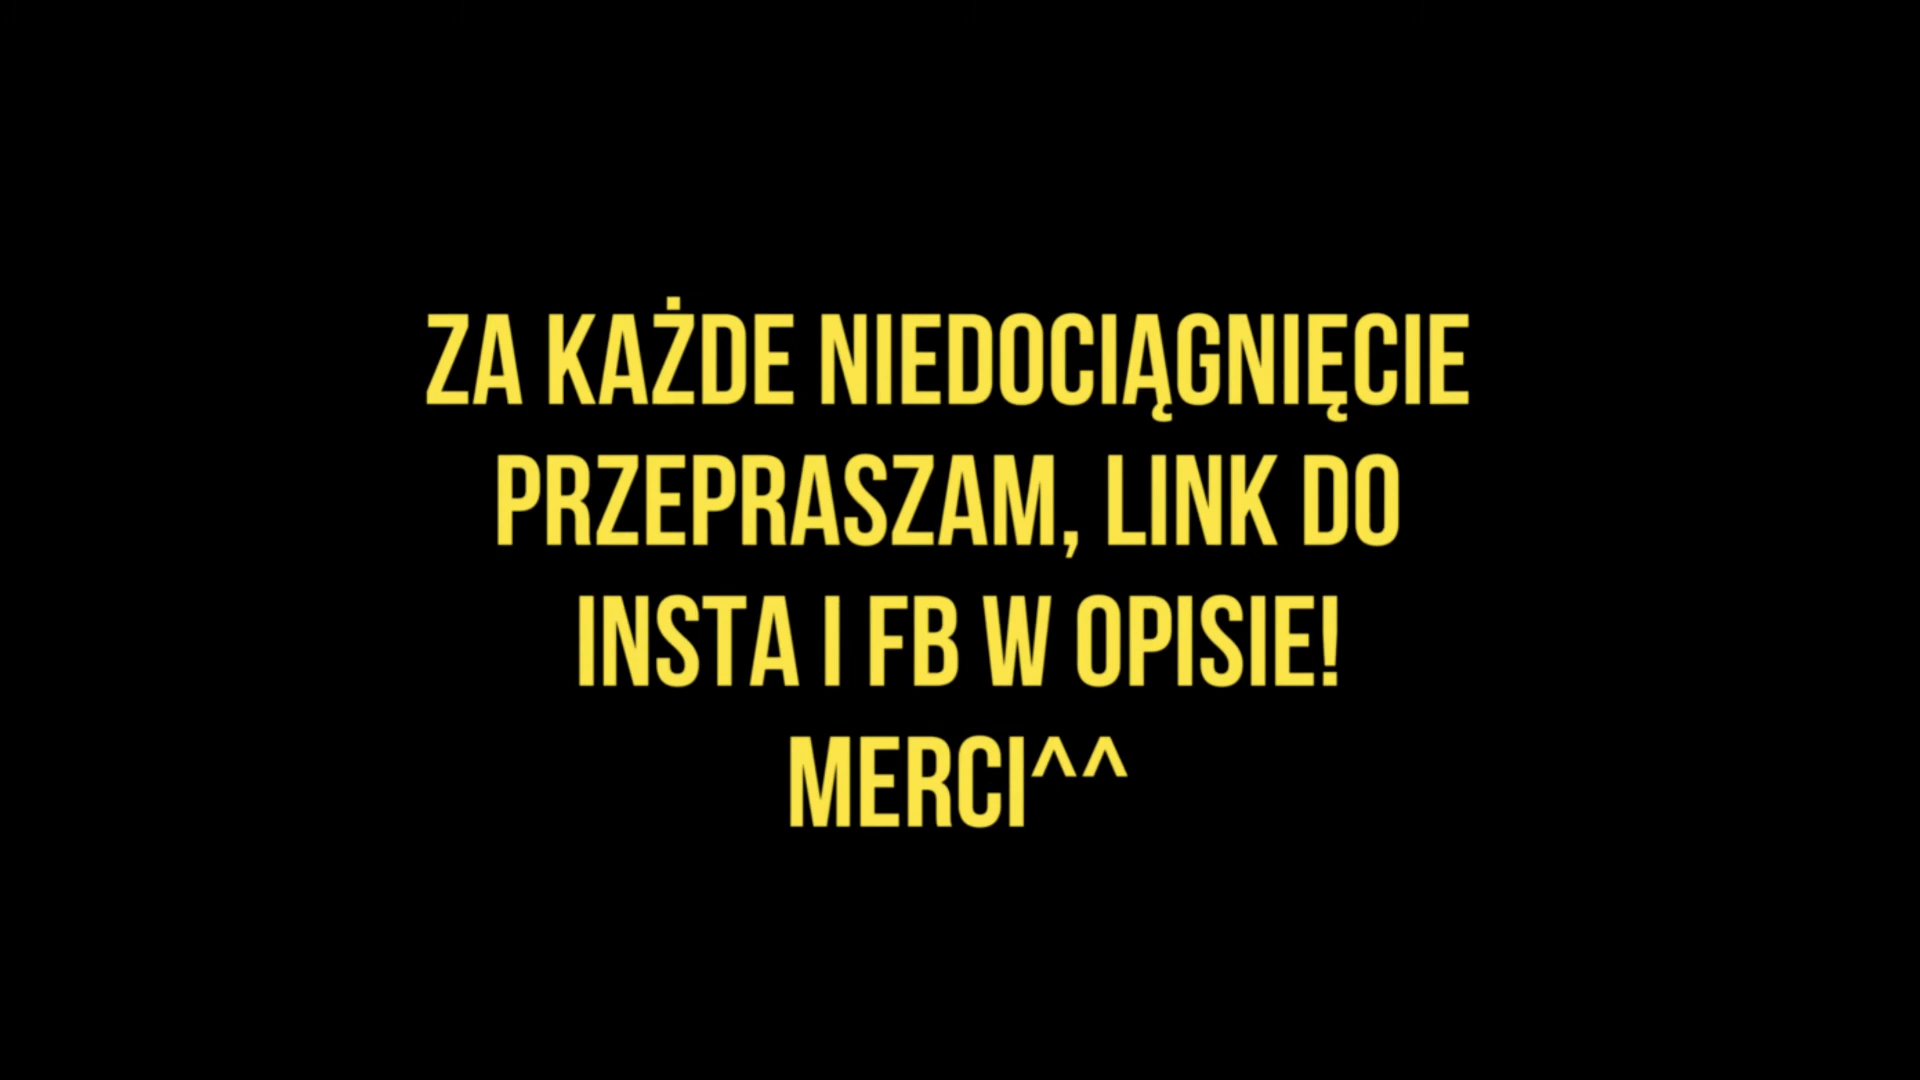 ZA KAŻDE NIEDOCIĄGNIĘCIE
PRZEPRASZAM, LINK DO
INSTA I FB W OPISIE!
MERCI^^